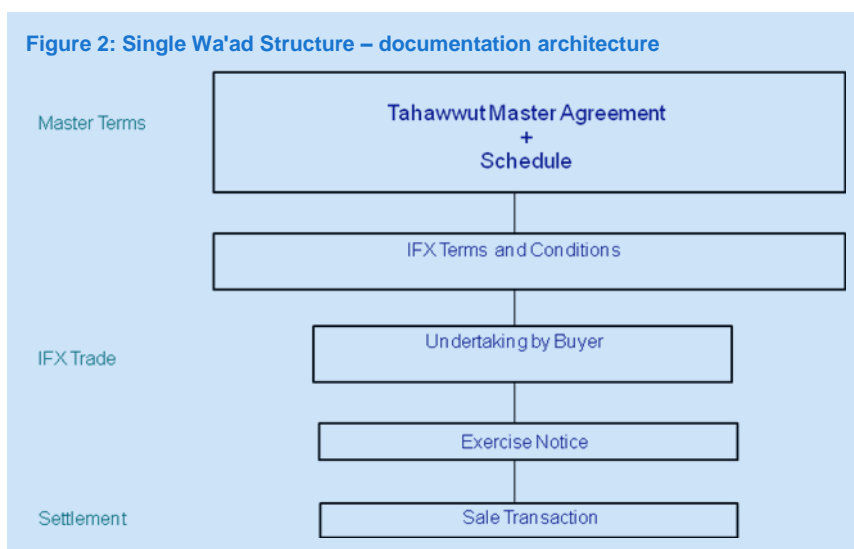 Figure 2: Single Wa'ad Structure – documentation architecture
Master Terms
Tahawwut Master Agreement
+
Schedule
IFX Terms and Conditions
IFX Trade
Undertaking by Buyer
Exercise Notice
Settlement
Sale Transaction